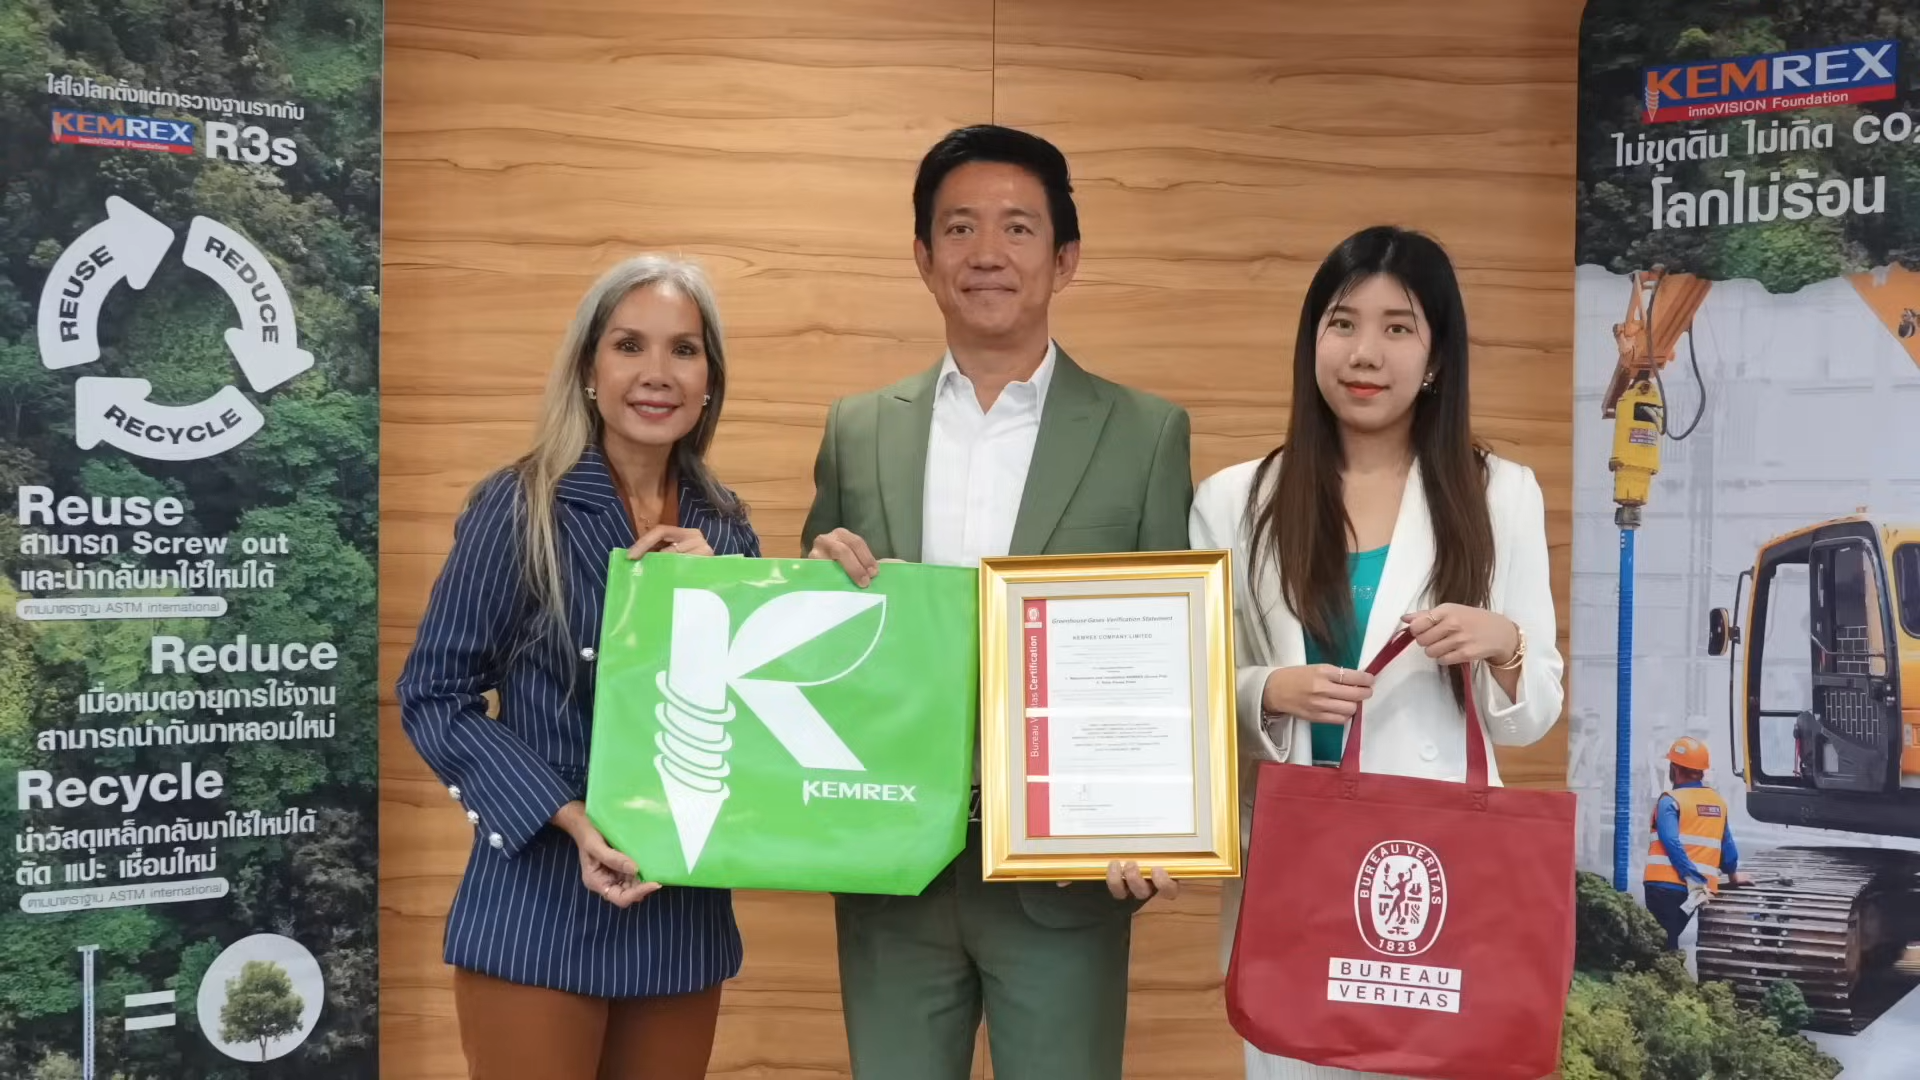 ใส่ใจโลกตั้งแต่การวางฐานรากกับ
KEMREX R3s
innoVISION Foundation
REUSE
REDUCE
RECYCLE
Reuse
สามารถ Screw out
และนำกลับมาใช้ใหม่ได้
ตามมาตราฐาน ASTM international
Reduce
เมื่อหมดอายุการใช้งาน
สามารถนำกลับมาหลอมใหม่
Recycle
นำวัสดุเหล็กกลับมาใช้ใหม่ได้
ตัด แปะ เชื่อมใหม่
ตามมาตราฐาน ASTM international
=
K
KEMREX
Bureau Veritas Certification
Greenhouse Gases Verification Statement
KEMREX COMPANY LIMITED
BUREAU VERITAS
1828
BUREAU
VERITAS
KEMREX
innoVISION Foundation
ไม่ขุดดิน ไม่เกิด CO2
โลกไม่ร้อน
KEMREX